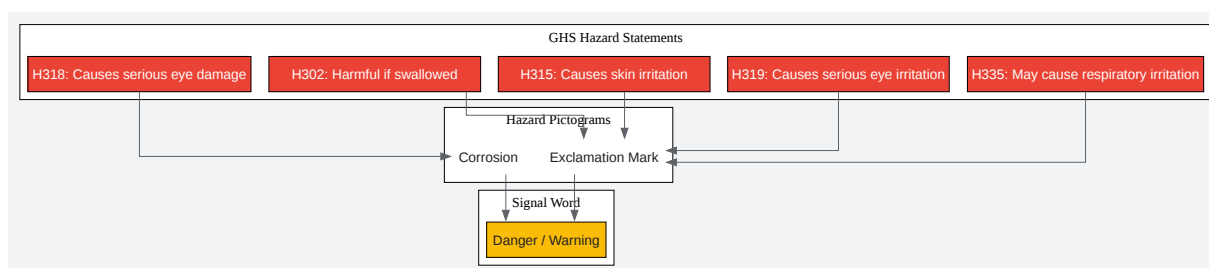 GHS Hazard Statements
H318: Causes serious eye damage
H302: Harmful if swallowed
H315: Causes skin irritation
H319: Causes serious eye irritation
H335: May cause respiratory irritation
Hazard Pictograms
Corrosion
Exclamation Mark
Signal Word
Danger / Warning